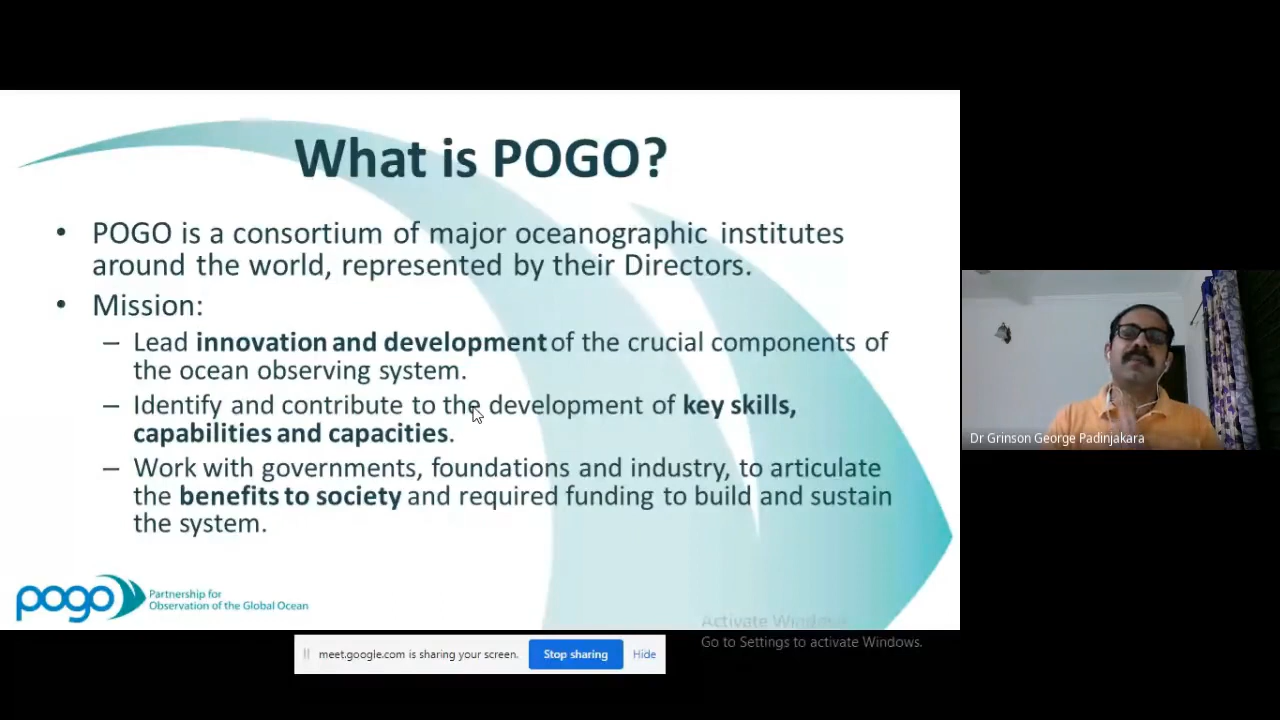 What is POGO?
• POGO is a consortium of major oceanographic institutes
around the world, represented by their Directors.
• Mission:
– Lead innovation and development of the crucial components of
the ocean observing system.
– Identify and contribute to the development of key skills,
capabilities and capacities.
– Work with governments, foundations and industry, to articulate
the benefits to society and required funding to build and sustain
the system.
pogo
Partnership for
Observation of the Global Ocean
Dr Grinson George Padinjakara
Activate Windows
Go to Settings to activate Windows.
meet.google.com is sharing your screen.
Stop sharing
Hide